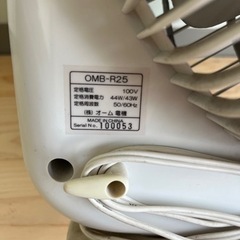 OMB-R25
定格電圧 100V
定格消費電力 44W/43W
定格周波数 50/60Hz
(株) オーム電機
MADE IN CHINA
Serial No. 100053